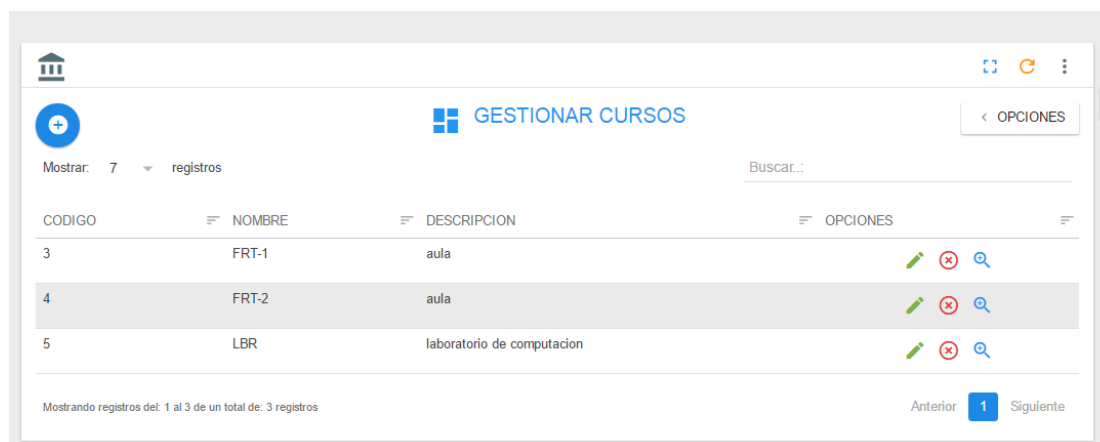 GESTIONAR CURSOS
< OPCIONES
Mostrar: 7 registros
Buscar..:
CODIGO NOMBRE DESCRIPCION OPCIONES
3 FRT-1 aula
4 FRT-2 aula
5 LBR laboratorio de computacion
Mostrando registros del: 1 al 3 de un total de: 3 registros
Anterior 1 Siguiente